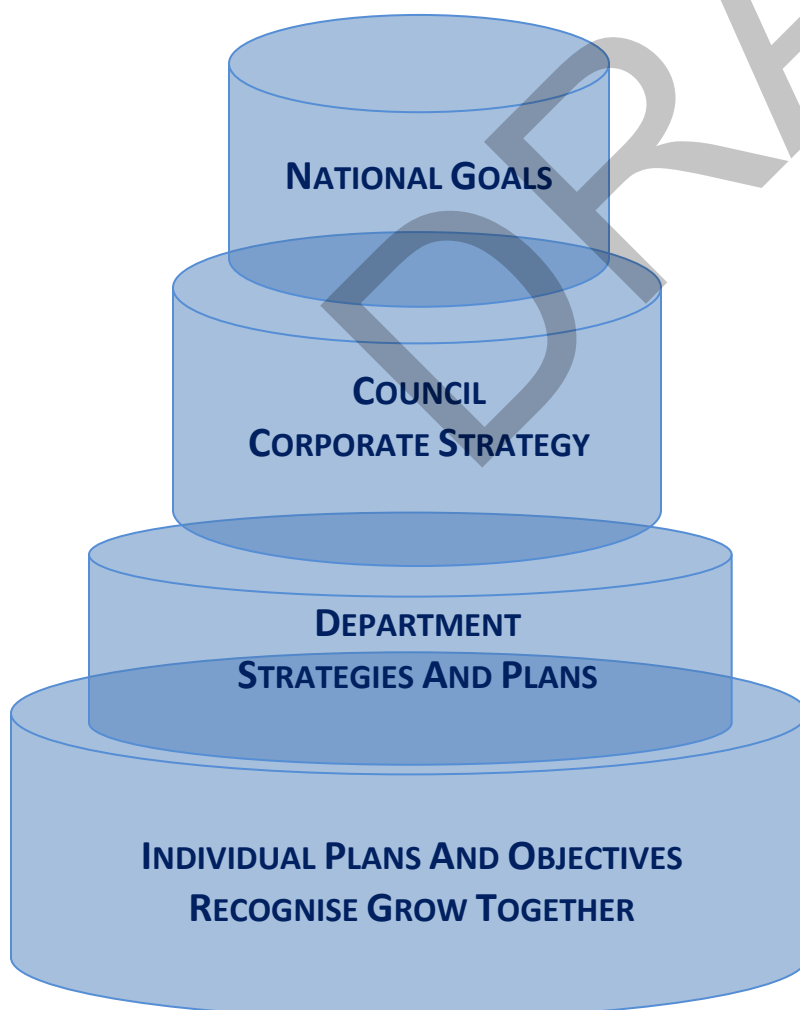 NATIONAL GOALS
COUNCIL
CORPORATE STRATEGY
DEPARTMENT
STRATEGIES AND PLANS
INDIVIDUAL PLANS AND OBJECTIVES
RECOGNISE GROW TOGETHER